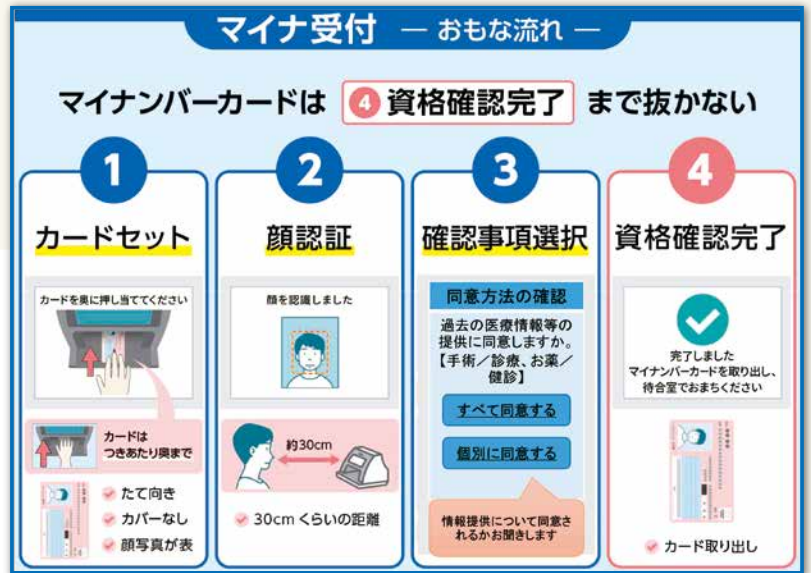 マイナ受付 — おもな流れ —
マイナンバーカードは 4 資格確認完了 まで抜かない
1
カードセット
カードを奥に押し当ててください
カードは
つきあたり奥まで
たて向き
カバーなし
顔写真が表
2
顔認証
顔を認識しました
約30cm
30cm くらいの距離
3
確認事項選択
同意方法の確認
過去の医療情報等の
提供に同意しますか。
【手術／診療、お薬／
健診】
すべて同意する
個別に同意する
情報提供について同意さ
れるかお聞きします
4
資格確認完了
完了しました
マイナンバーカードを取り出し、
待合室でおまちください
カード取り出し